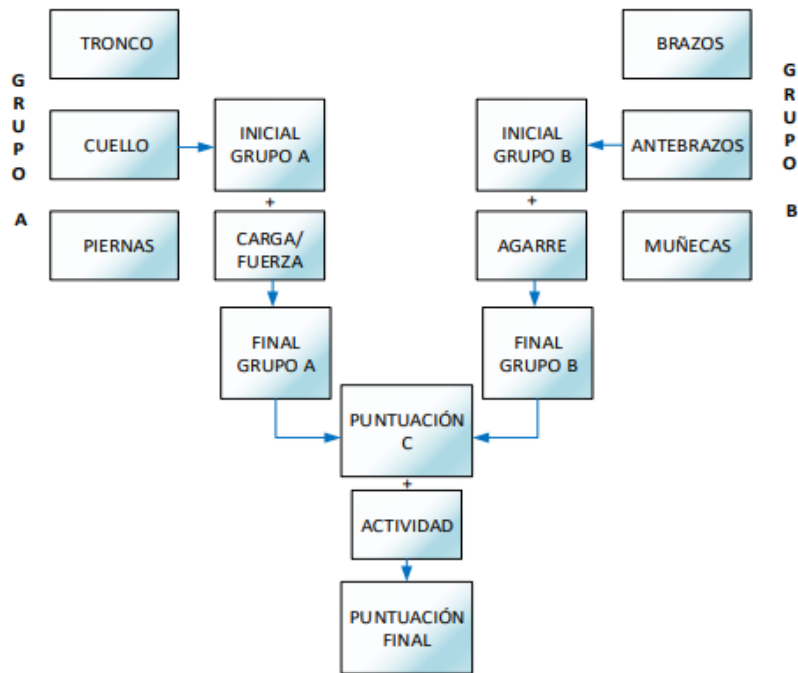 TRONCO
BRAZOS
G
R
U
P
O
A
G
R
U
P
O
B
CUELLO
INICIAL
GRUPO A
INICIAL
GRUPO B
ANTEBRAZOS
+
+
PIERNAS
CARGA/
FUERZA
AGARRE
MUÑECAS
FINAL
GRUPO A
FINAL
GRUPO B
PUNTUACIÓN
C
+
ACTIVIDAD
PUNTUACIÓN
FINAL